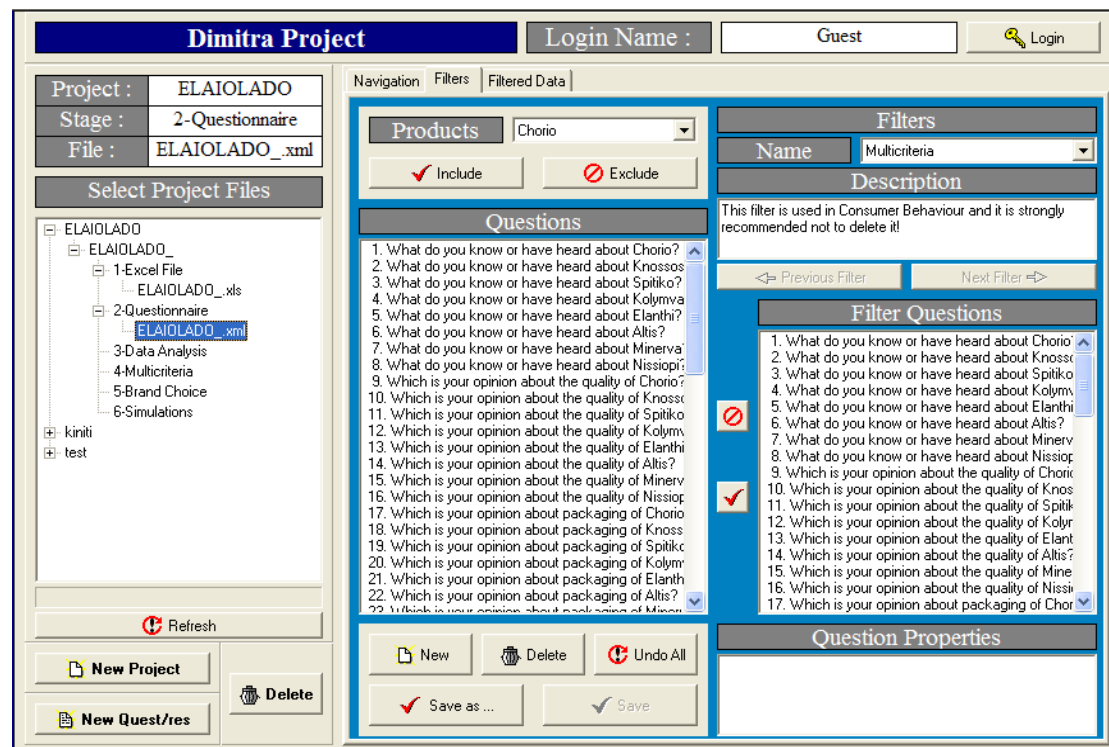 Dimitra Project
Login Name :
Guest
Login
Project :
ELAIOLADO
Stage :
2-Questionnaire
File :
ELAIOLADO_.xml
Select Project Files
ELAIOLADO
ELAIOLADO_
1-Excel File
ELAIOLADO_.xls
2-Questionnaire
ELAIOLADO_.xml
3-Data Analysis
4-Multicriteria
5-Brand Choice
6-Simulations
kiniti
test
Refresh
New Project
New Quest/res
Delete
Navigation
Filters
Filtered Data
Products
Chorio
Include
Exclude
Questions
1. What do you know or have heard about Chorio?
2. What do you know or have heard about Knossos
3. What do you know or have heard about Spitiko?
4. What do you know or have heard about Kolymva
5. What do you know or have heard about Elanthi?
6. What do you know or have heard about Altis?
7. What do you know or have heard about Minerva?
8. What do you know or have heard about Nissiopi?
9. Which is your opinion about the quality of Chorio?
10. Which is your opinion about the quality of Knosso
11. Which is your opinion about the quality of Spitiko
12. Which is your opinion about the quality of Kolymv
13. Which is your opinion about the quality of Elanthi
14. Which is your opinion about the quality of Altis?
15. Which is your opinion about the quality of Minerv
16. Which is your opinion about the quality of Nissiop
17. Which is your opinion about packaging of Chorio
18. Which is your opinion about packaging of Knoss
19. Which is your opinion about packaging of Spitiko
20. Which is your opinion about packaging of Kolym
21. Which is your opinion about packaging of Elanth
22. Which is your opinion about packaging of Altis?
23. Which is your opinion about packaging of Miner
New
Delete
Undo All
Save as ...
Save
Filters
Name
Multicriteria
Description
This filter is used in Consumer Behaviour and it is strongly
recommended not to delete it!
Previous Filter
Next Filter
Filter Questions
1. What do you know or have heard about Chorio?
2. What do you know or have heard about Knosso
3. What do you know or have heard about Spitiko
4. What do you know or have heard about Kolymv
5. What do you know or have heard about Elanthi
6. What do you know or have heard about Altis?
7. What do you know or have heard about Minerv
8. What do you know or have heard about Nissiop
9. Which is your opinion about the quality of Chorio
10. Which is your opinion about the quality of Knos
11. Which is your opinion about the quality of Spitik
12. Which is your opinion about the quality of Kolyr
13. Which is your opinion about the quality of Elant
14. Which is your opinion about the quality of Altis?
15. Which is your opinion about the quality of Mine
16. Which is your opinion about the quality of Nissi
17. Which is your opinion about packaging of Chor
Question Properties